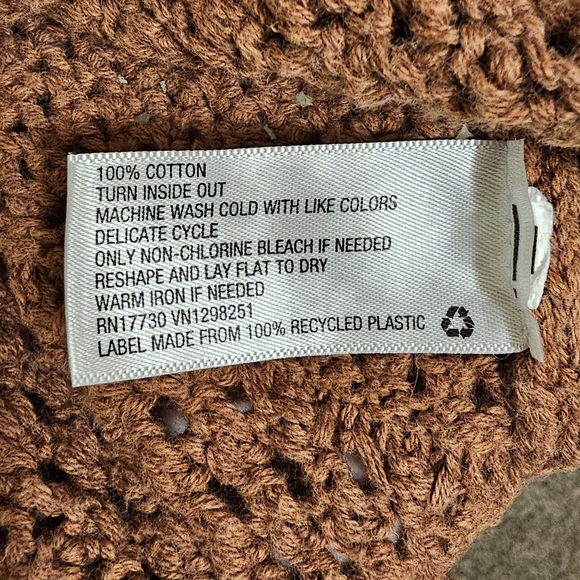 100% COTTON
TURN INSIDE OUT
MACHINE WASH COLD WITH LIKE COLORS
DELICATE CYCLE
ONLY NON-CHLORINE BLEACH IF NEEDED
RESHAPE AND LAY FLAT TO DRY
WARM IRON IF NEEDED
RN17730 VN1298251
LABEL MADE FROM 100% RECYCLED PLASTIC